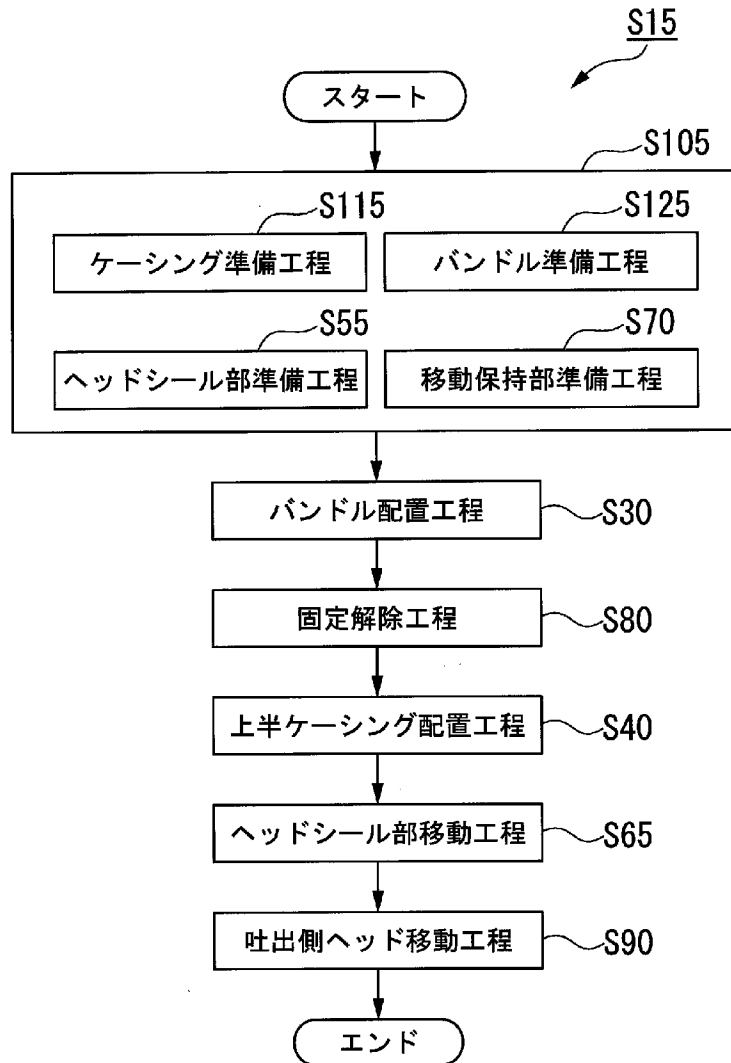 S15
スタート
S105
S115
ケーシング準備工程
S125
バンドル準備工程
S55
ヘッドシール部準備工程
S70
移動保持部準備工程
バンドル配置工程
S30
固定解除工程
S80
上半ケーシング配置工程
S40
ヘッドシール部移動工程
S65
吐出側ヘッド移動工程
S90
エンド